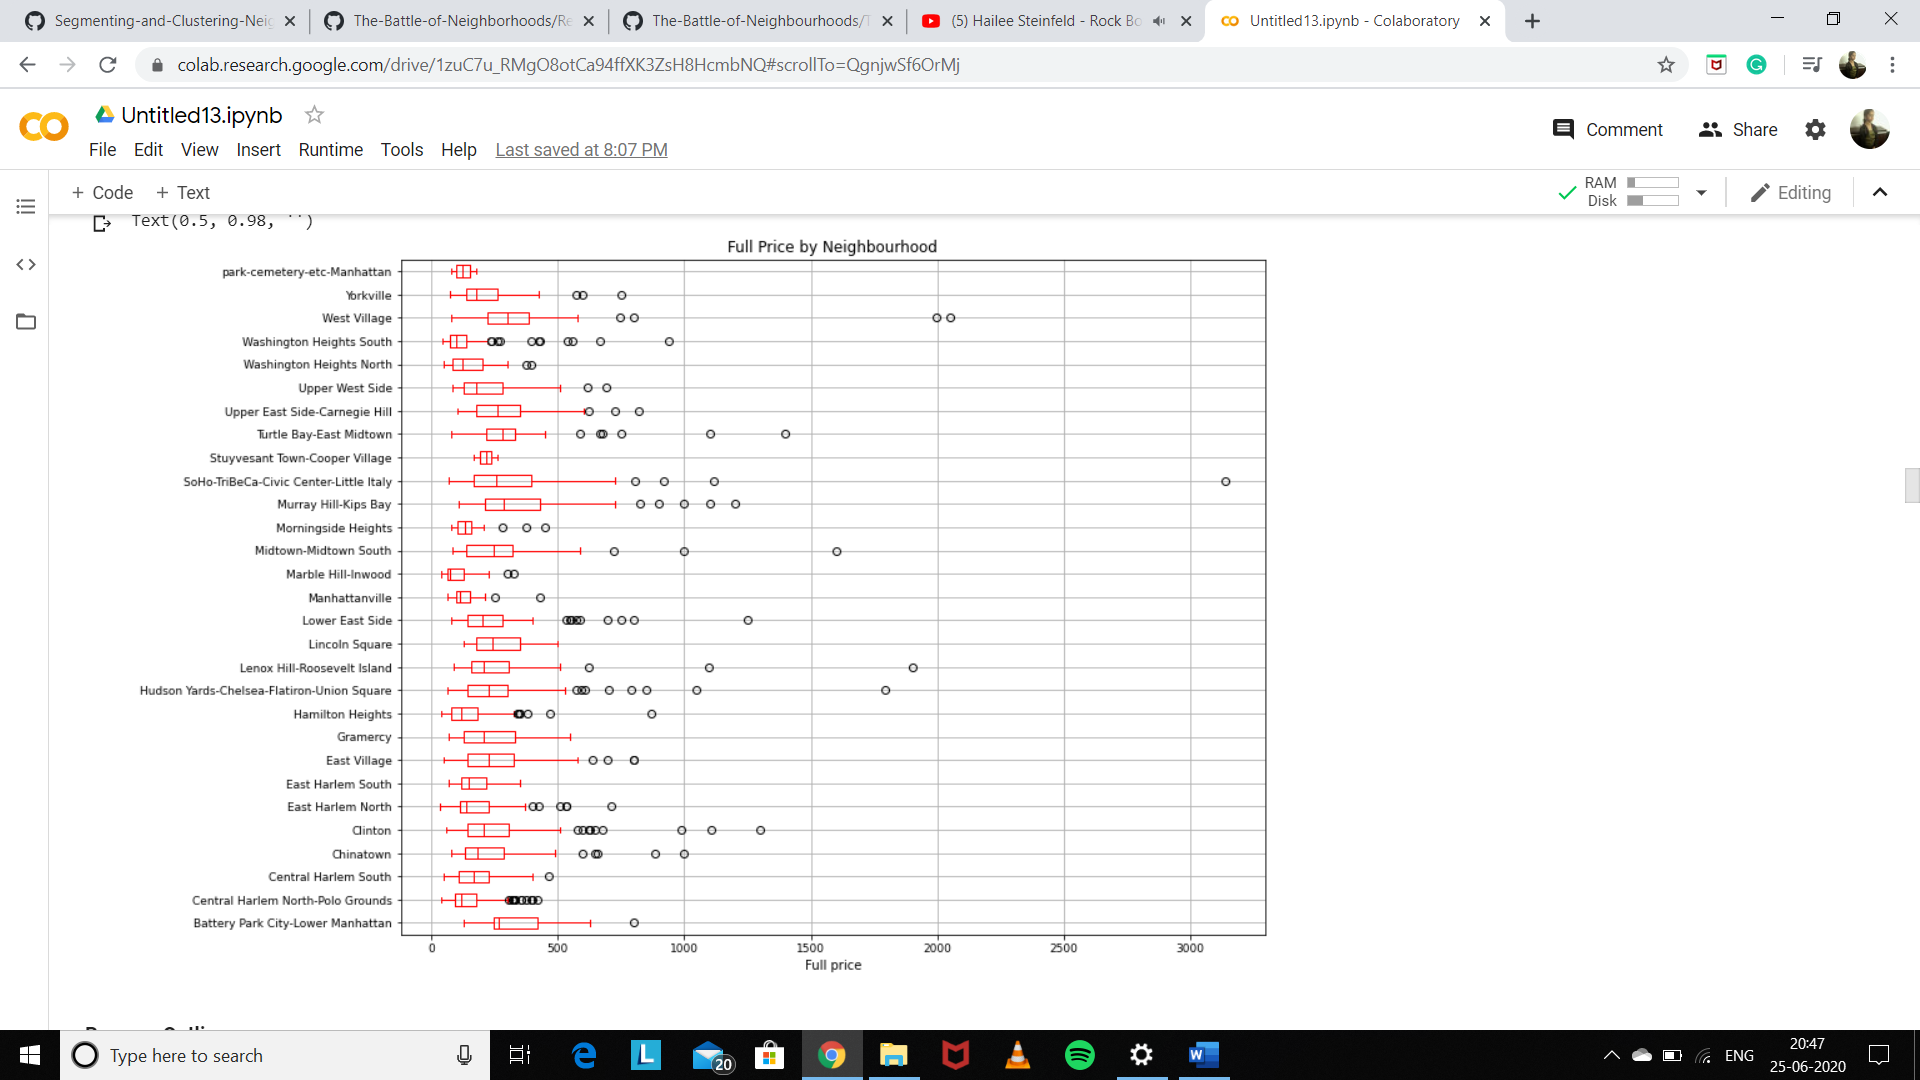 Segmenting-and-Clustering-Neig
The-Battle-of-Neighborhoods/Re
The-Battle-of-Neighbourhoods/T
(5) Hailee Steinfeld - Rock Bo
Untitled13.ipynb - Colaboratory
colab.research.google.com/drive/1zuC7u_RMgO8otCa94ffXK3ZsH8HcmbNQ#scrollTo=QgnjwSf6OrMj
Untitled13.ipynb
Comment
Share
File Edit View Insert Runtime Tools Help Last saved at 8:07 PM
+ Code + Text
RAM
Disk
Editing
Text(0.5, 0.98, '')
Full Price by Neighbourhood
park-cemetery-etc-Manhattan
Yorkville
West Village
Washington Heights South
Washington Heights North
Upper West Side
Upper East Side-Carnegie Hill
Turtle Bay-East Midtown
Stuyvesant Town-Cooper Village
SoHo-TriBeCa-Civic Center-Little Italy
Murray Hill-Kips Bay
Morningside Heights
Midtown-Midtown South
Marble Hill-Inwood
Manhattanville
Lower East Side
Lincoln Square
Lenox Hill-Roosevelt Island
Hudson Yards-Chelsea-Flatiron-Union Square
Hamilton Heights
Gramercy
East Village
East Harlem South
East Harlem North
Clinton
Chinatown
Central Harlem South
Central Harlem North-Polo Grounds
Battery Park City-Lower Manhattan
0 500 1000 1500 2000 2500 3000
Full price
Type here to search
20
ENG
20:47
25-06-2020